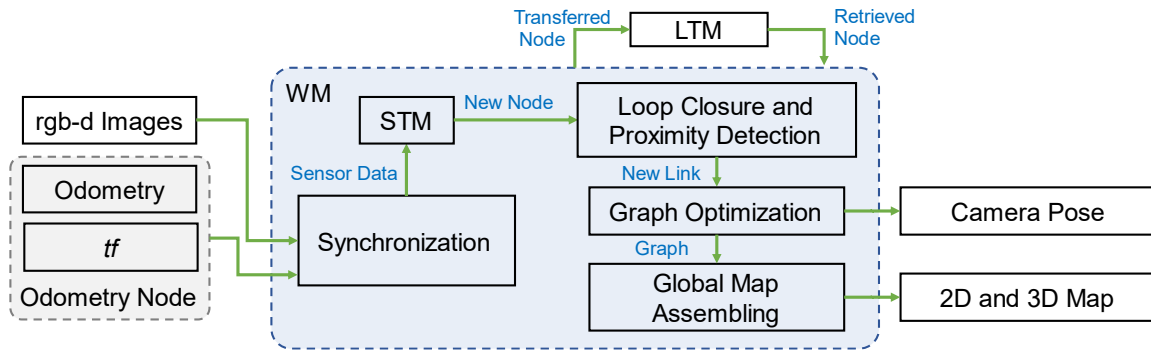 Transferred
Node
LTM
Retrieved
Node
WM
rgb-d Images
STM
New Node
Loop Closure and
Proximity Detection
Odometry
tf
Odometry Node
Sensor Data
Synchronization
New Link
Graph Optimization
Camera Pose
Graph
Global Map
Assembling
2D and 3D Map